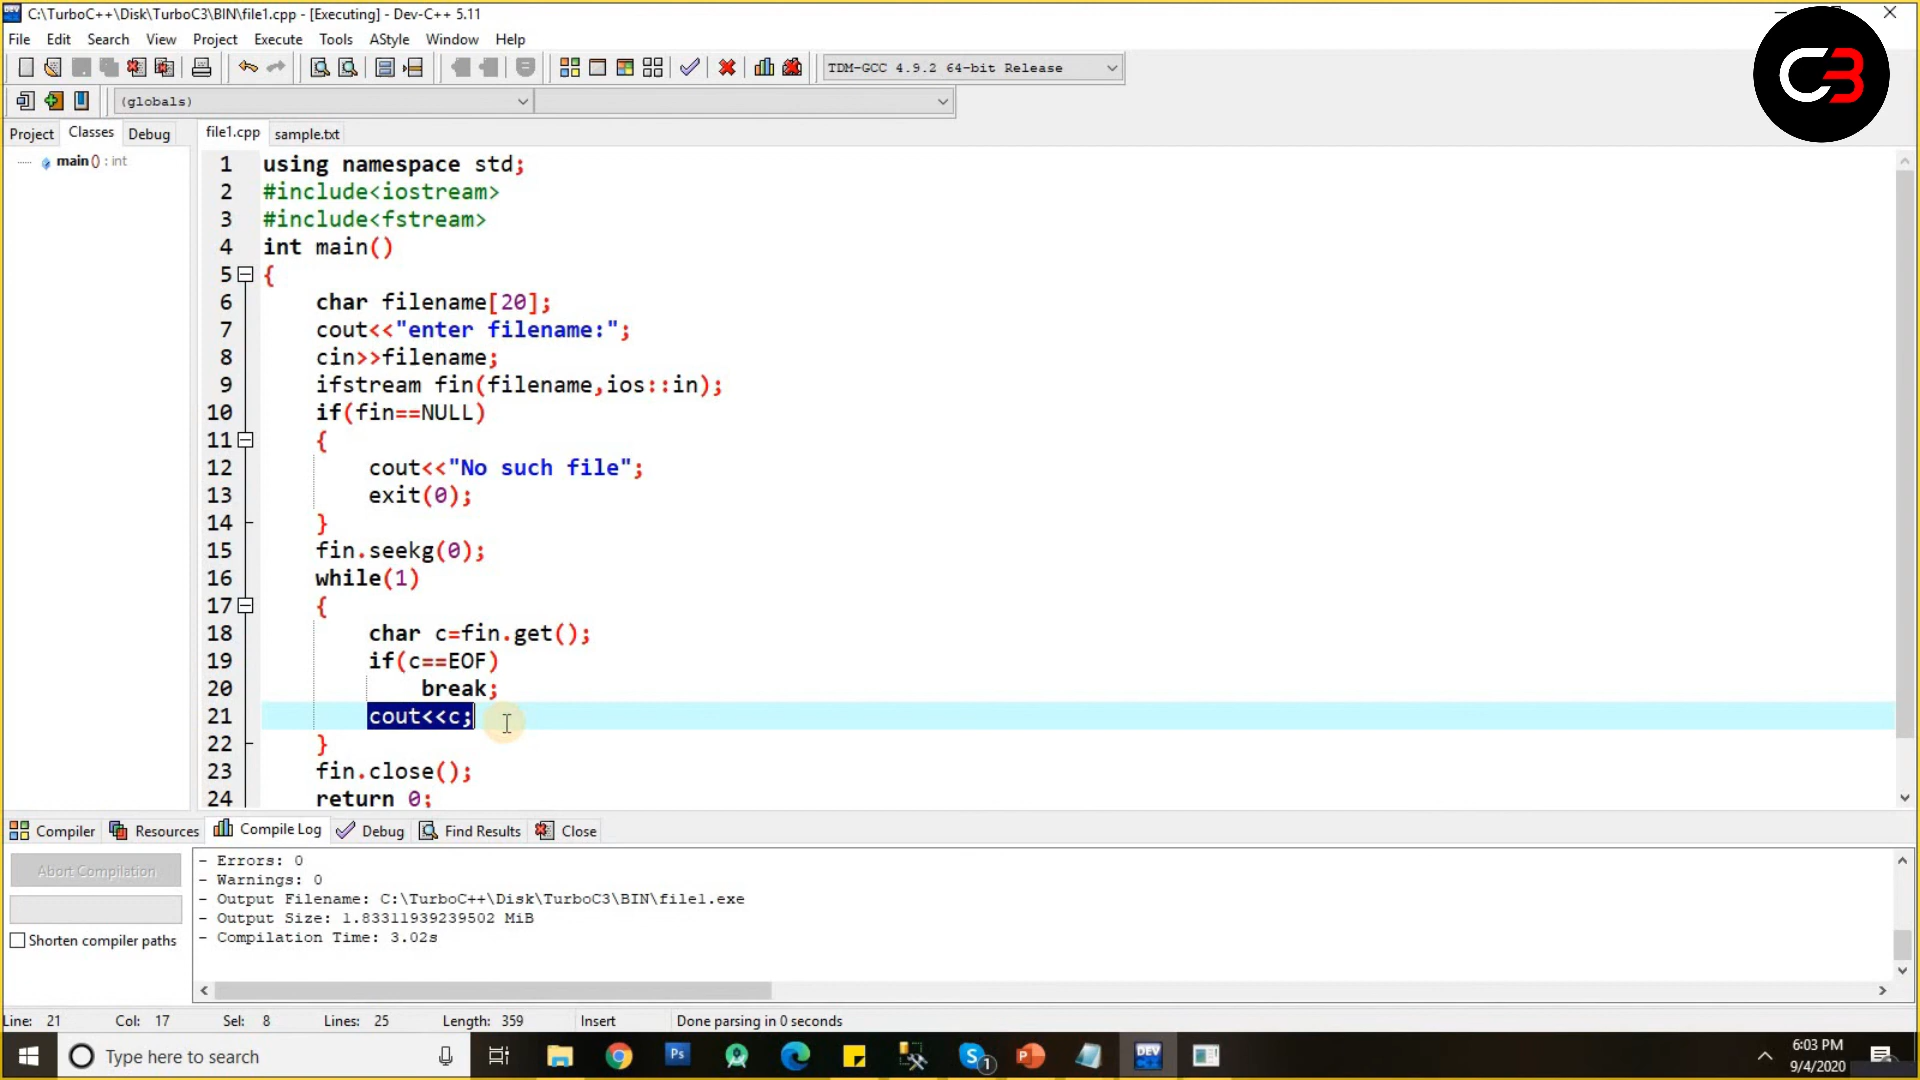 C:\TurboC++\Disk\TurboC3\BIN\file1.cpp - [Executing] - Dev-C++ 5.11
File Edit Search View Project Execute Tools AStyle Window Help
TDM-GCC 4.9.2 64-bit Release
C3
(globals)
Project Classes Debug
file1.cpp sample.txt
main () : int
1 using namespace std;
2 #include<iostream>
3 #include<fstream>
4 int main()
5 {
6 char filename[20];
7 cout<<"enter filename:";
8 cin>>filename;
9 ifstream fin(filename,ios::in);
10 if(fin==NULL)
11 {
12 cout<<"No such file";
13 exit(0);
14 }
15 fin.seekg(0);
16 while(1)
17 {
18 char c=fin.get();
19 if(c==EOF)
20 break;
21 cout<<c;
22 }
23 fin.close();
24 return 0;
Compiler Resources Compile Log Debug Find Results Close
Abort Compilation
Shorten compiler paths
- Errors: 0
- Warnings: 0
- Output Filename: C:\TurboC++\Disk\TurboC3\BIN\file1.exe
- Output Size: 1.83311939239502 MiB
- Compilation Time: 3.02s
Line: 21 Col: 17 Sel: 8 Lines: 25 Length: 359 Insert Done parsing in 0 seconds
Type here to search
Ps
1
P
DEV
6:03 PM
9/4/2020